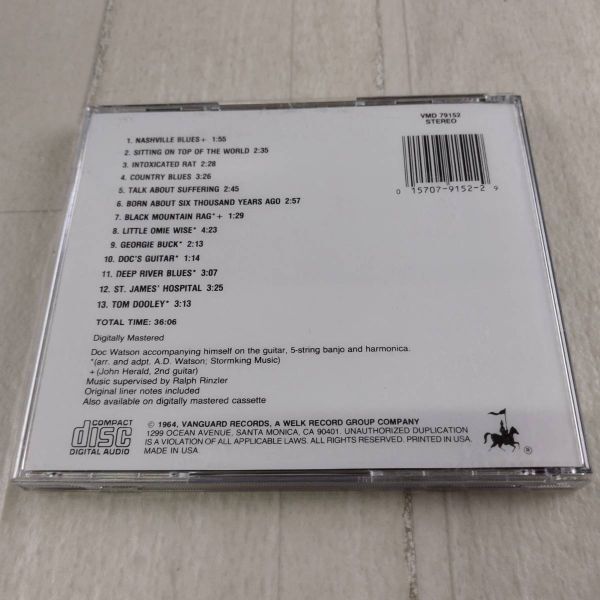 VMD 79152
STEREO
1. NASHVILLE BLUES+ 1:55
2. SITTING ON TOP OF THE WORLD 2:35
3. INTOXICATED RAT 2:28
4. COUNTRY BLUES 3:26
5. TALK ABOUT SUFFERING 2:45
6. BORN ABOUT SIX THOUSAND YEARS AGO 2:57
7. BLACK MOUNTAIN RAG*+ 1:29
8. LITTLE OMIE WISE* 4:23
9. GEORGIE BUCK* 2:13
10. DOC'S GUITAR* 1:14
11. DEEP RIVER BLUES* 3:07
12. ST. JAMES' HOSPITAL 3:25
13. TOM DOOLEY* 3:13
TOTAL TIME: 36:06
0 15707-9152-2 9
Digitally Mastered
Doc Watson accompanying himself on the guitar, 5-string banjo and harmonica.
*(arr. and adpt. A.D. Watson; Stormking Music)
+(John Herald, 2nd guitar)
Music supervised by Ralph Rinzler
Original liner notes included
Also available on digitally mastered cassette
COMPACT
disc
DIGITAL AUDIO
© 1964, VANGUARD RECORDS, A WELK RECORD GROUP COMPANY
1299 OCEAN AVENUE, SANTA MONICA, CA 90401. UNAUTHORIZED DUPLICATION
IS A VIOLATION OF ALL APPLICABLE LAWS. ALL RIGHTS RESERVED. PRINTED IN USA.
MADE IN USA.
®